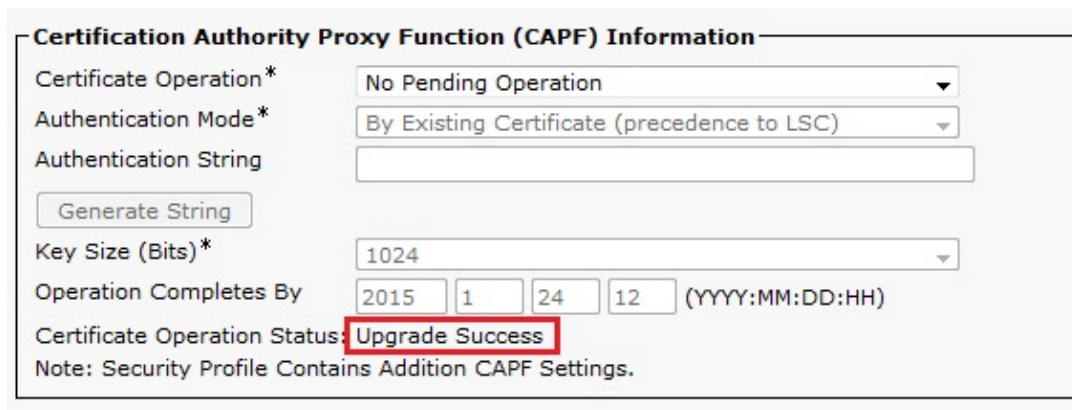 Certification Authority Proxy Function (CAPF) Information
Certificate Operation* No Pending Operation
Authentication Mode* By Existing Certificate (precedence to LSC)
Authentication String
Generate String
Key Size (Bits)* 1024
Operation Completes By 2015 1 24 12 (YYYY:MM:DD:HH)
Certificate Operation Status: Upgrade Success
Note: Security Profile Contains Addition CAPF Settings.